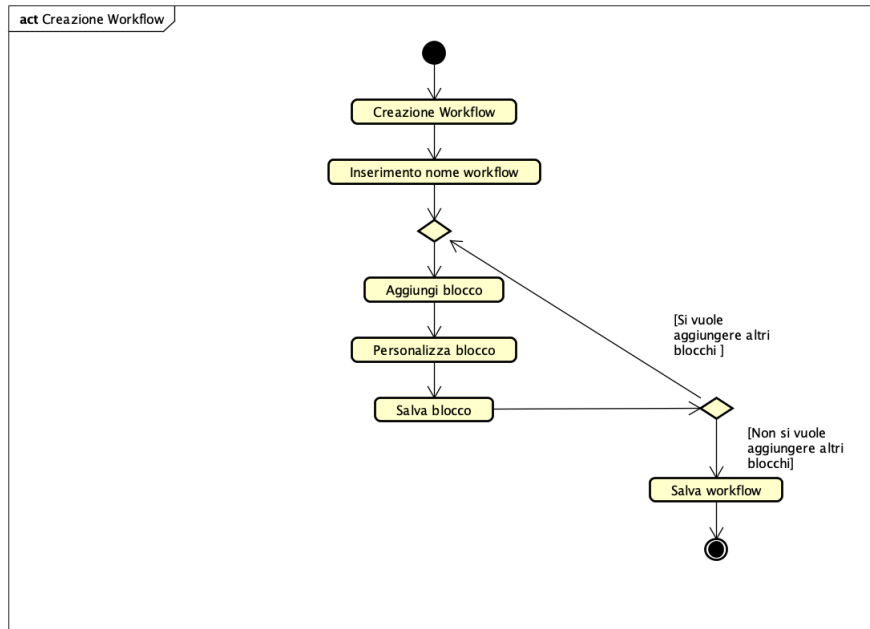 act Creazione Workflow
Creazione Workflow
Inserimento nome workflow
Aggiungi blocco
[Si vuole
aggiungere altri
blocchi ]
Personalizza blocco
Salva blocco
[Non si vuole
aggiungere altri
blocchi]
Salva workflow